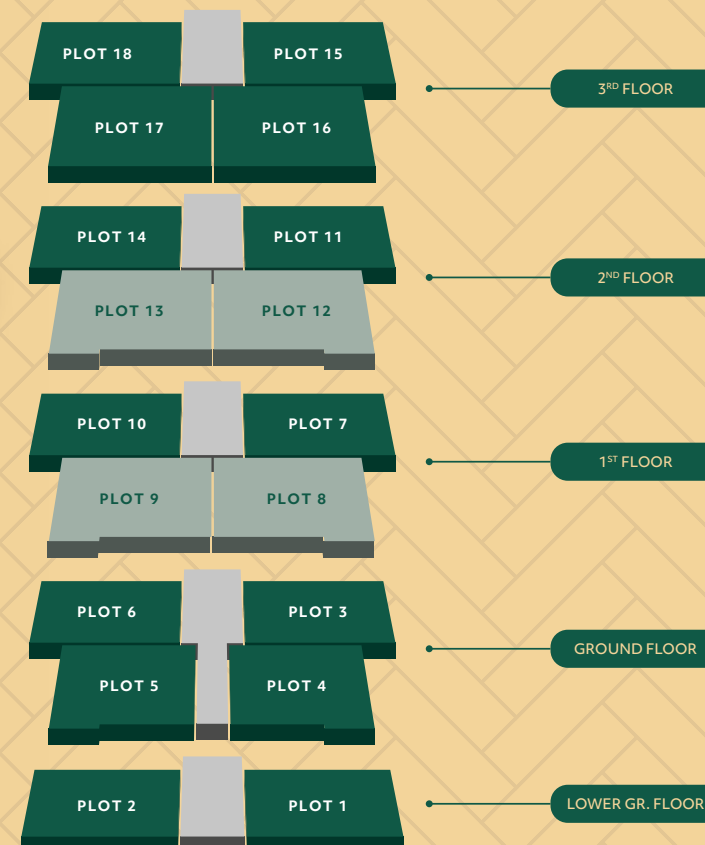 PLOT 18 PLOT 15
3RD FLOOR
PLOT 17 PLOT 16
PLOT 14 PLOT 11
2ND FLOOR
PLOT 13 PLOT 12
PLOT 10 PLOT 7
1ST FLOOR
PLOT 9 PLOT 8
PLOT 6 PLOT 3
GROUND FLOOR
PLOT 5 PLOT 4
PLOT 2 PLOT 1
LOWER GR. FLOOR